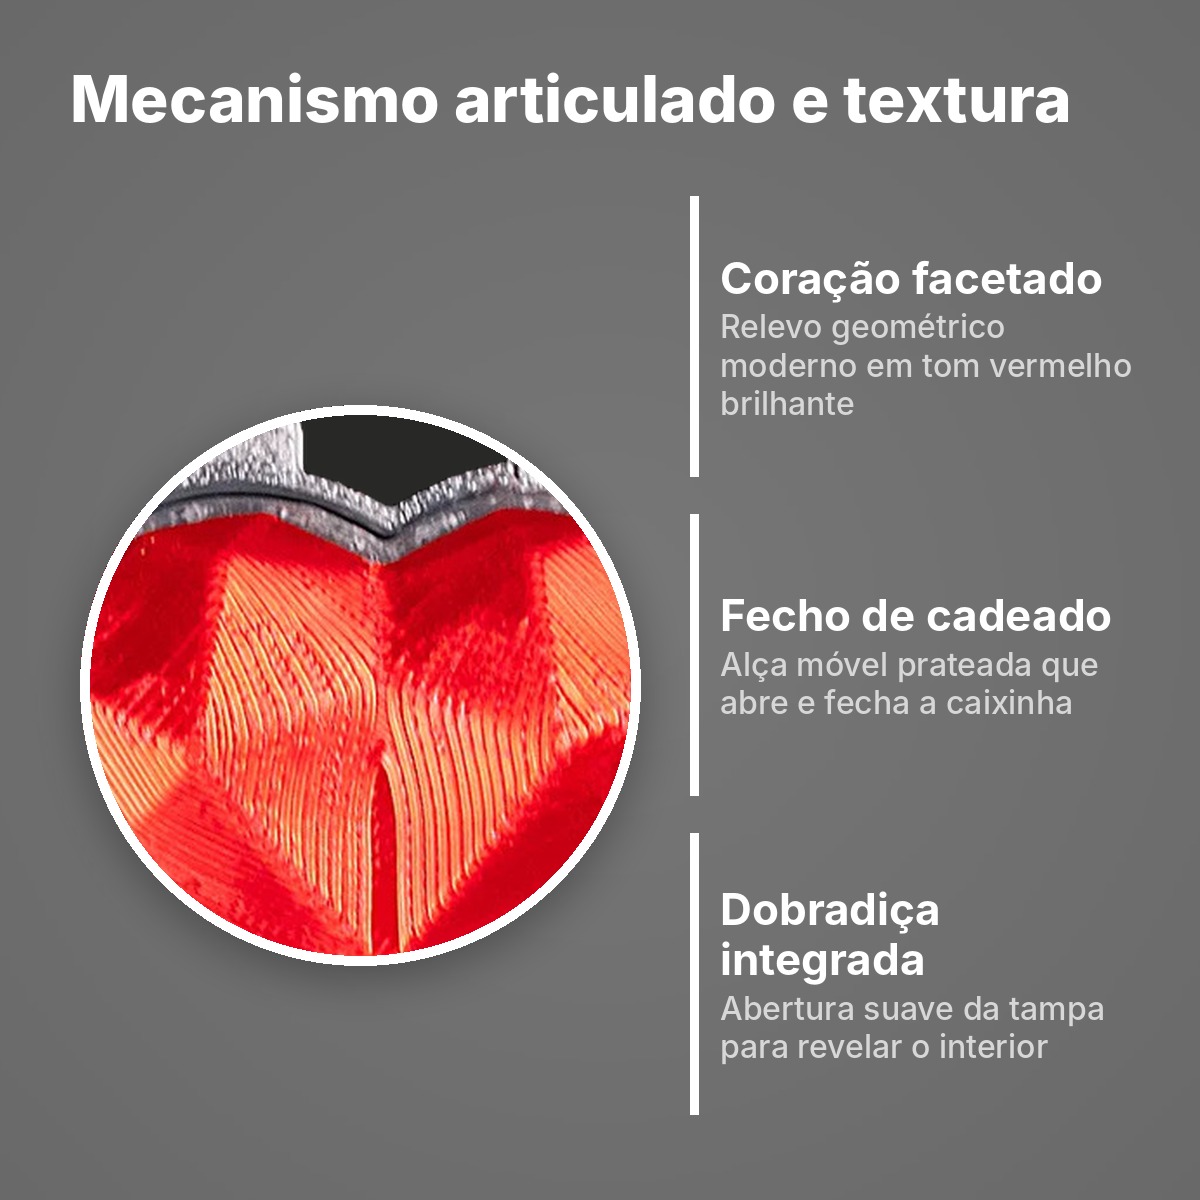 Mecanismo articulado e textura
Coração facetado
Relevo geométrico
moderno em tom vermelho
brilhante
Fecho de cadeado
Alça móvel prateada que
abre e fecha a caixinha
Dobradiça
integrada
Abertura suave da tampa
para revelar o interior